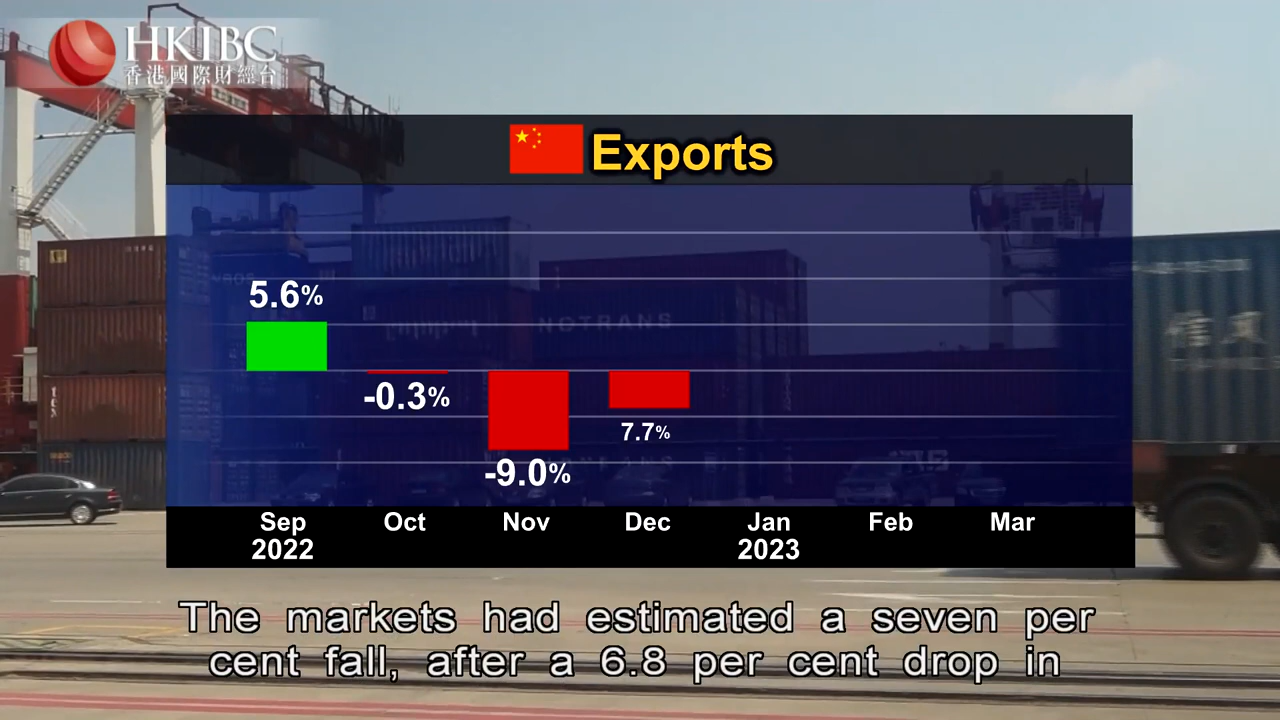 HKIBC
香港國際財經台
Exports
5.6%
-0.3%
-9.0%
7.7%
Sep Oct Nov Dec Jan Feb Mar
2022 2023
NOTRANS
The markets had estimated a seven per
cent fall, after a 6.8 per cent drop in